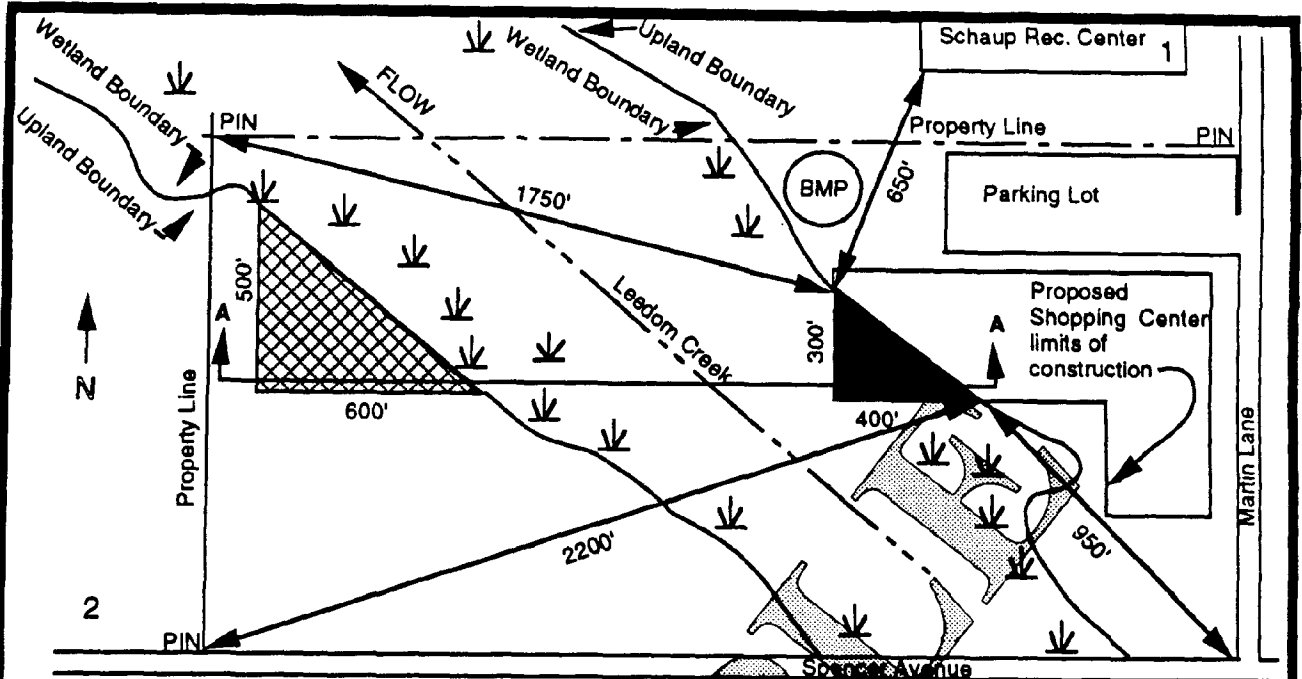 Schaup Rec. Center 1
Wetland Boundary
Upland Boundary
FLOW
Wetland Boundary
Upland Boundary
PIN
Property Line
PIN
BMP
650'
Parking Lot
1750'
500'
A
N
Property Line
600'
Leedom Creek
300'
A
Proposed
Shopping Center
limits of
construction
400'
Martin Lane
2200'
950'
2
PIN
Spencer Avenue